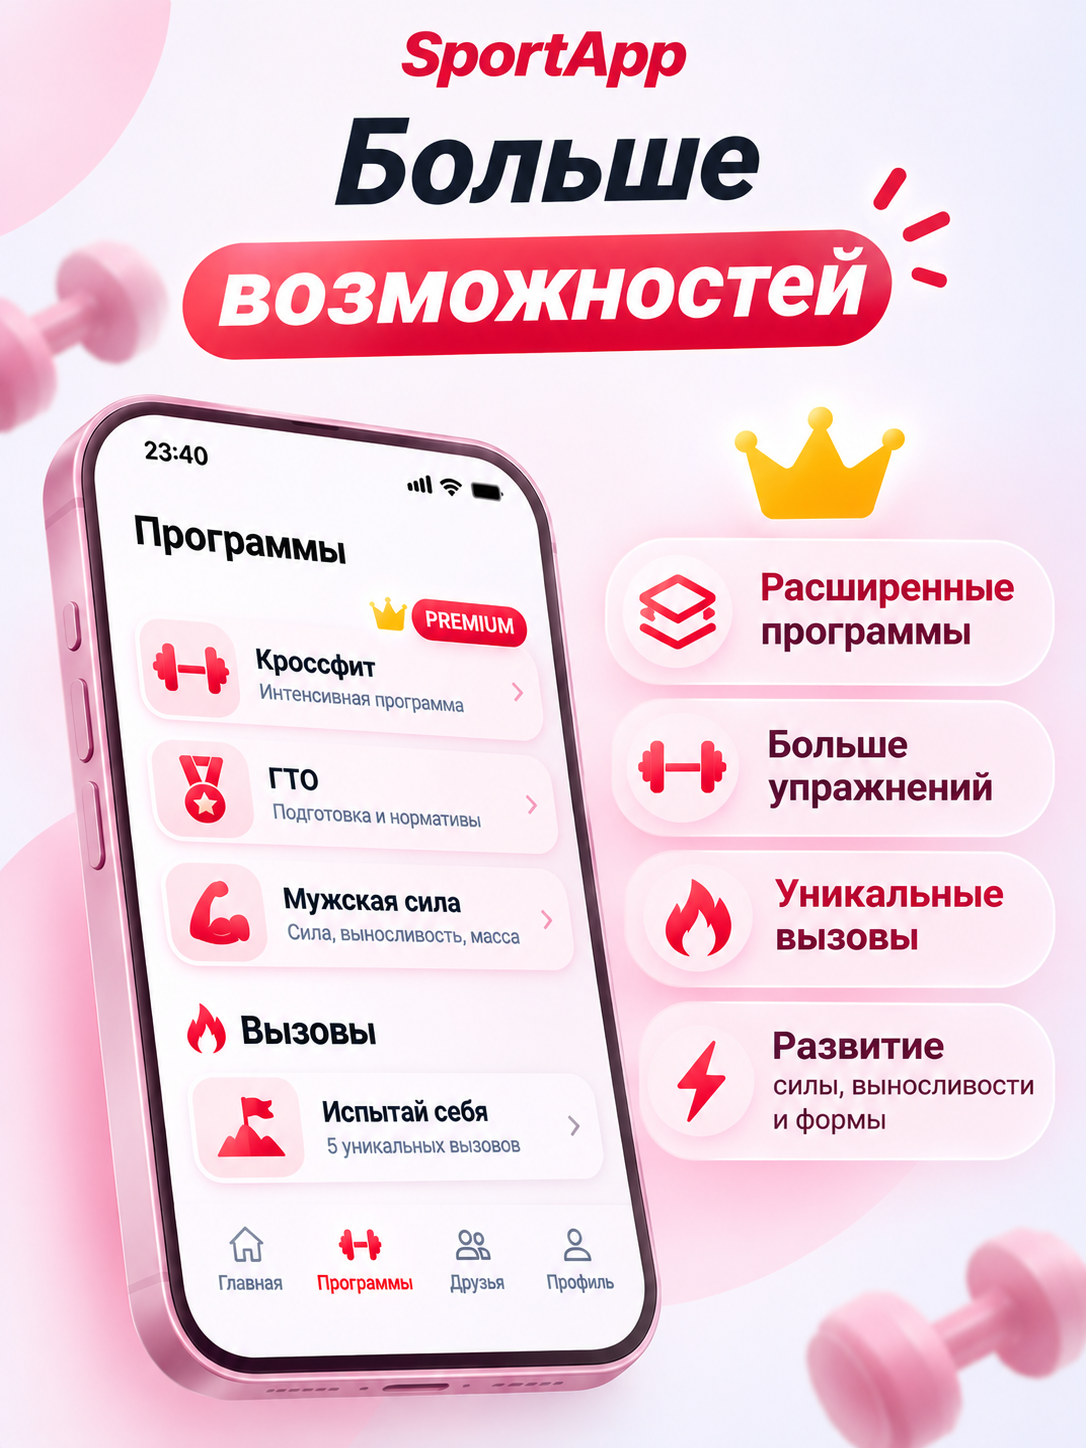 SportApp
Больше
возможностей
23:40
Программы
PREMIUM
Кроссфит
Интенсивная программа
ГТО
Подготовка и нормативы
Мужская сила
Сила, выносливость, масса
Вызовы
Испытай себя
5 уникальных вызовов
Главная
Программы
Друзья
Профиль
Расширенные
программы
Больше
упражнений
Уникальные
вызовы
Развитие
силы, выносливости
и формы